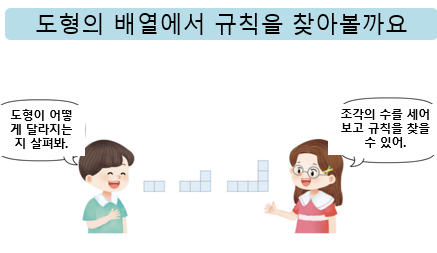 도형의 배열에서 규칙을 찾아볼까요
도형이 어떻
게 달라지는
지 살펴봐.
조각의 수를 세어
보고 규칙을 찾을
수 있어.